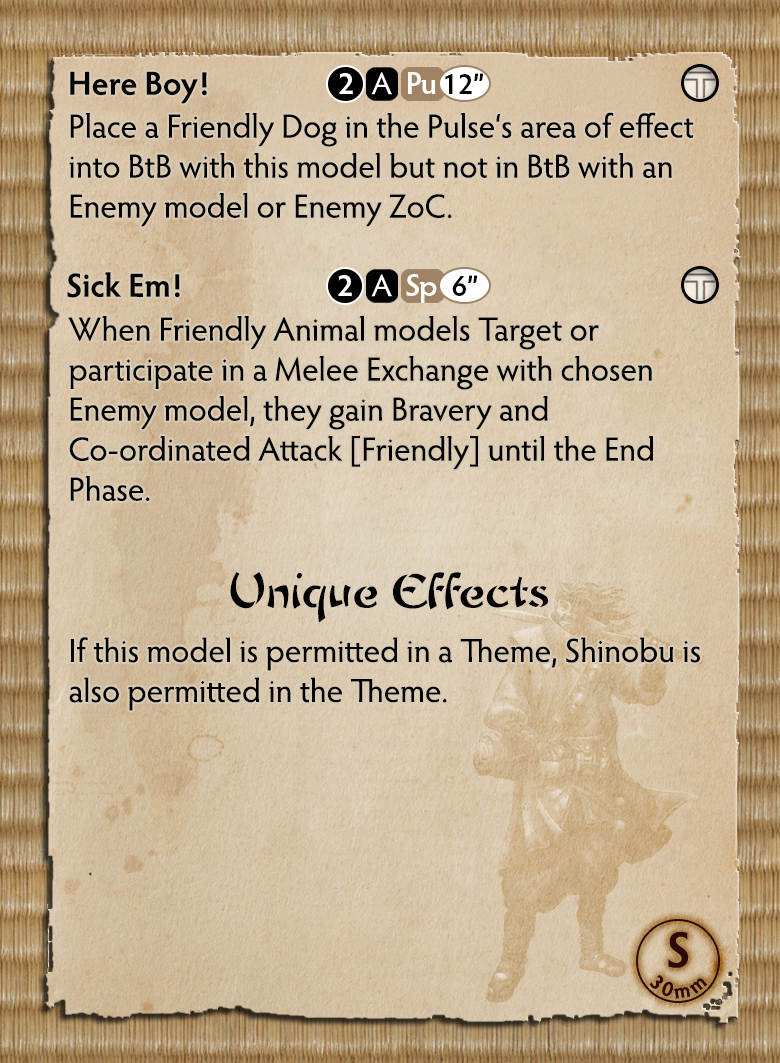 Here Boy! 2 A Pu 12"
Place a Friendly Dog in the Pulse‘s area of effect
into BtB with this model but not in BtB with an
Enemy model or Enemy ZoC.
Sick Em! 2 A Sp 6"
When Friendly Animal models Target or
participate in a Melee Exchange with chosen
Enemy model, they gain Bravery and
Co-ordinated Attack [Friendly] until the End
Phase.
Unique Effects
If this model is permitted in a Theme, Shinobu is
also permitted in the Theme.
S
30mm